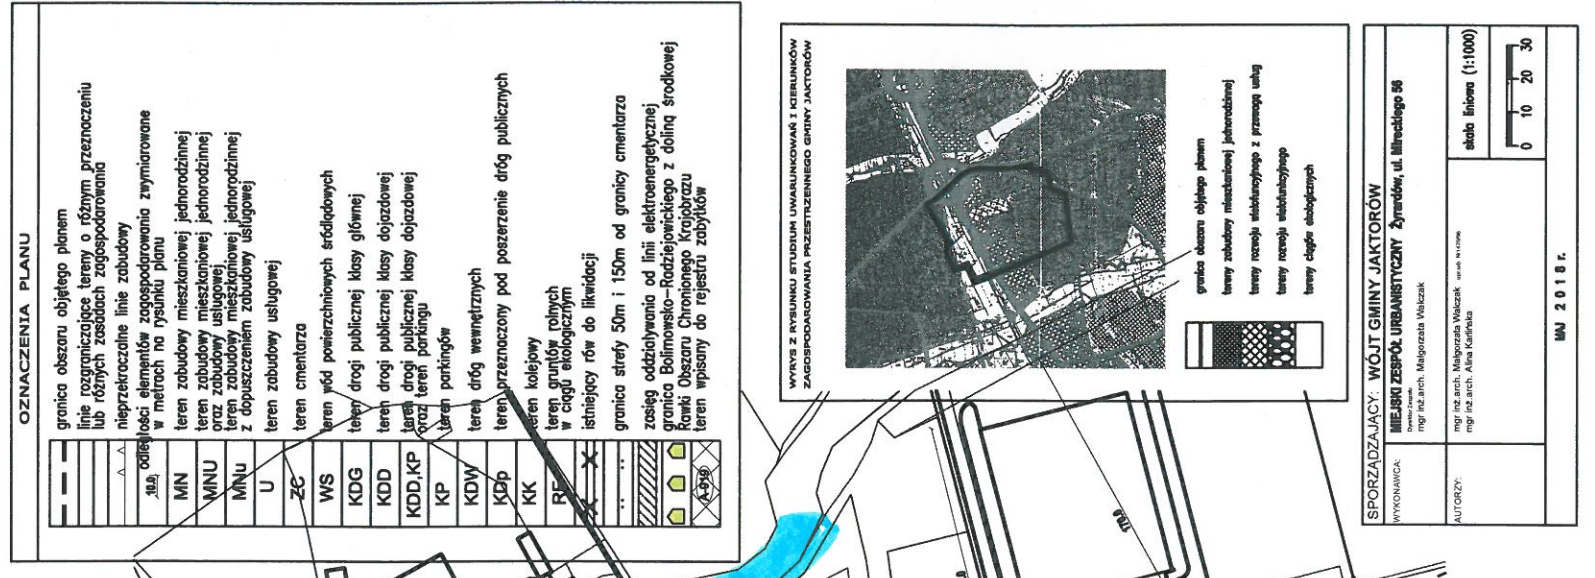 OZNACZENIA PLANU
granica obszaru objętego planem
linie rozgraniczające tereny o różnym przeznaczeniu
lub różnych zasadach zagospodarowania
nieprzekraczalne linie zabudowy
10.0 odległości elementów zagospodarowania zwymiarowane
w metrach na rysunku planu
MN teren zabudowy mieszkaniowej jednorodzinnej
MNU teren zabudowy mieszkaniowej jednorodzinnej
oraz zabudowy usługowej
MNu teren zabudowy mieszkaniowej jednorodzinnej
z dopuszczeniem zabudowy usługowej
U teren zabudowy usługowej
ZC teren cmentarza
WS teren wód powierzchniowych śródlądowych
KDG teren drogi publicznej klasy głównej
KDD teren drogi publicznej klasy dojazdowej
KDD,KP teren drogi publicznej klasy dojazdowej
oraz teren parkingu
KP teren parkingów
KDW teren dróg wewnętrznych
KDp teren przeznaczony pod poszerzenie dróg publicznych
KK teren kolejowy
teren gruntów rolnych
w ciągu ekologicznym
istniejący rów do likwidacji
granica strefy 50m i 150m od granicy cmentarza
zasięg oddziaływania od linii elektroenergetycznej
granica Bolimowsko-Radziejowickiego z doliną środkowej
Rawki Obszaru Chronionego Krajobrazu
A-919 teren wpisany do rejestru zabytków
170.0
WYRYS Z RYSUNKU STUDIUM UWARUNKOWAŃ I KIERUNKÓW
ZAGOSPODAROWANIA PRZESTRZENNEGO GMINY JAKTORÓW
granica obszaru objętego planem
tereny zabudowy mieszkaniowej jednorodzinnej
tereny rozwoju wielofunkcyjnego z przewagą usług
tereny rozwoju wielofunkcyjnego
tereny ciągów ekologicznych
SPORZĄDZAJĄCY: WÓJT GMINY JAKTORÓW
WYKONAWCA:
MIEJSKI ZESPÓŁ URBANISTYCZNY Żyrardów, ul. Mireckiego 56
mgr inż.arch. Małgorzata Walczak
AUTORZY:
mgr inż.arch. Małgorzata Walczak
mgr inż.arch. Alina Karlińska
skala liniowa (1:1000)
0 10 20 30
MAJ 2018r.